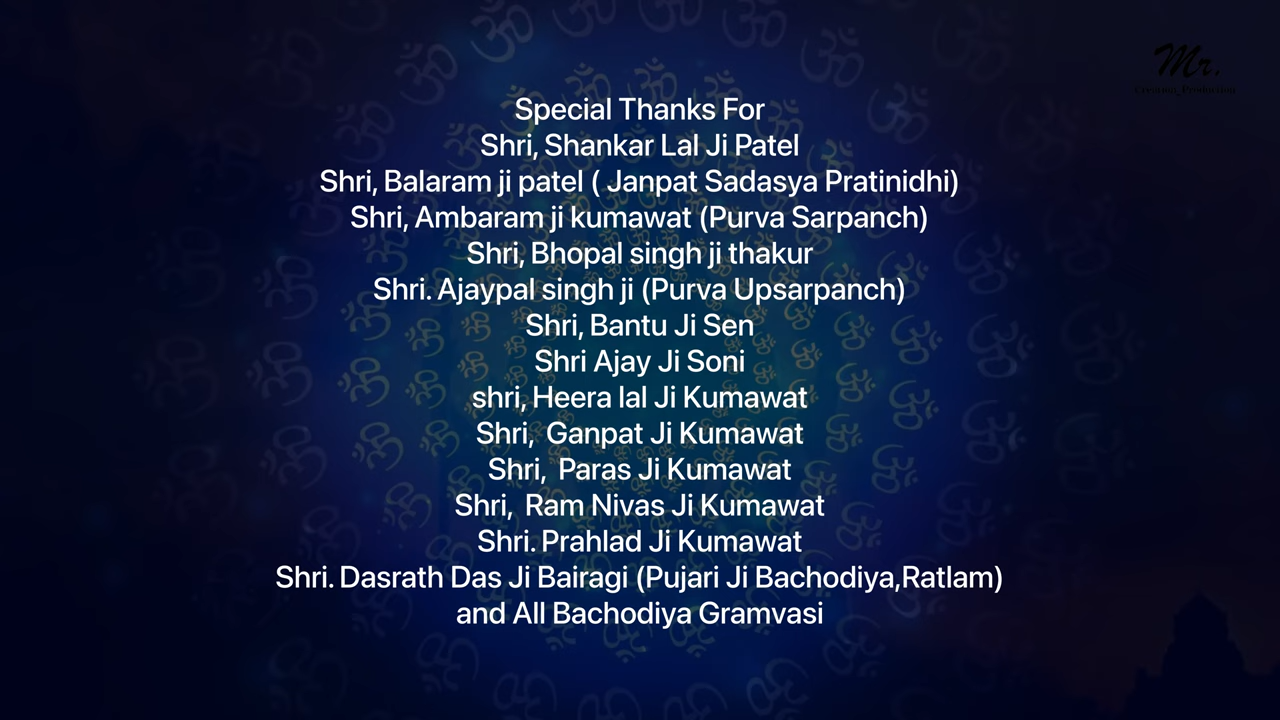 Mr.
Creation_Production
Special Thanks For
Shri, Shankar Lal Ji Patel
Shri, Balaram ji patel ( Janpat Sadasya Pratinidhi)
Shri, Ambaram ji kumawat (Purva Sarpanch)
Shri, Bhopal singh ji thakur
Shri. Ajaypal singh ji (Purva Upsarpanch)
Shri, Bantu Ji Sen
Shri Ajay Ji Soni
shri, Heera lal Ji Kumawat
Shri,  Ganpat Ji Kumawat
Shri,  Paras Ji Kumawat
Shri,  Ram Nivas Ji Kumawat
Shri. Prahlad Ji Kumawat
Shri. Dasrath Das Ji Bairagi (Pujari Ji Bachodiya,Ratlam)
and All Bachodiya Gramvasi